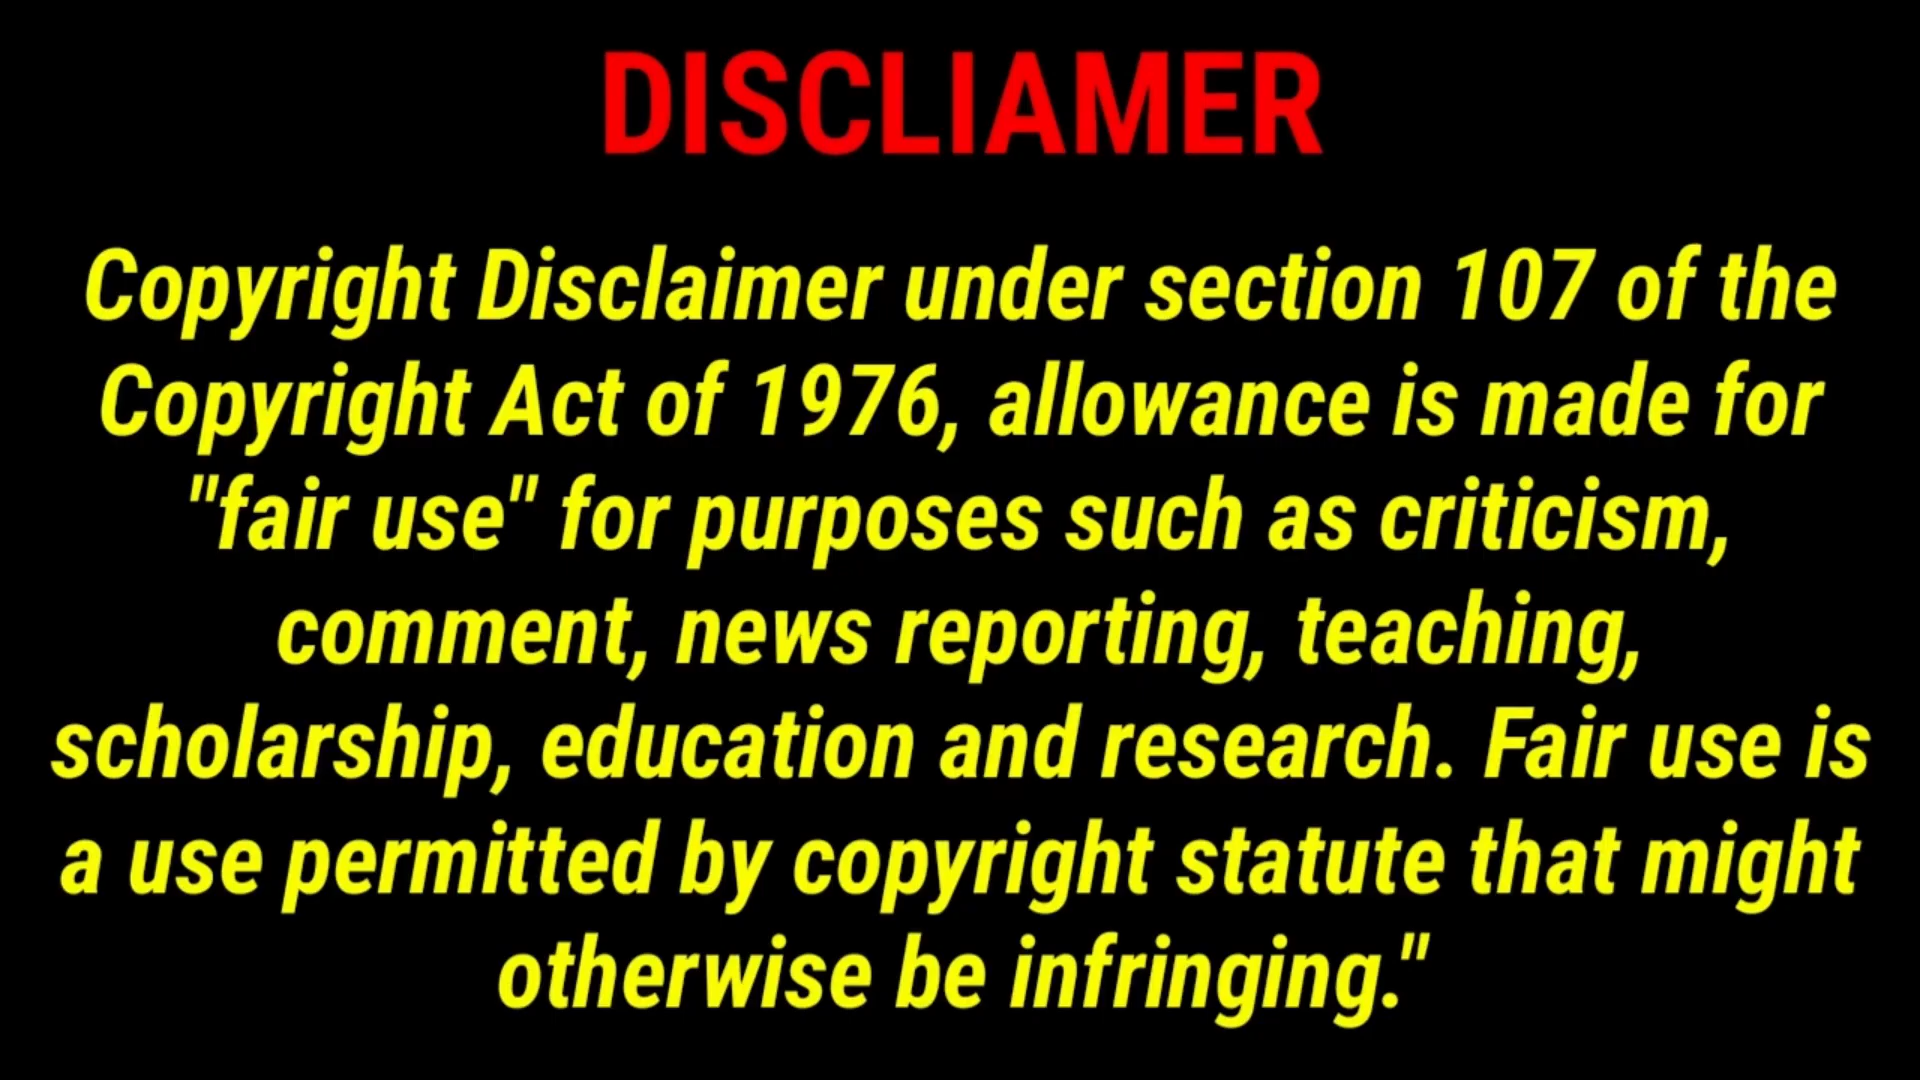 DISCLIAMER
Copyright Disclaimer under section 107 of the
Copyright Act of 1976, allowance is made for
"fair use" for purposes such as criticism,
comment, news reporting, teaching,
scholarship, education and research. Fair use is
a use permitted by copyright statute that might
otherwise be infringing."